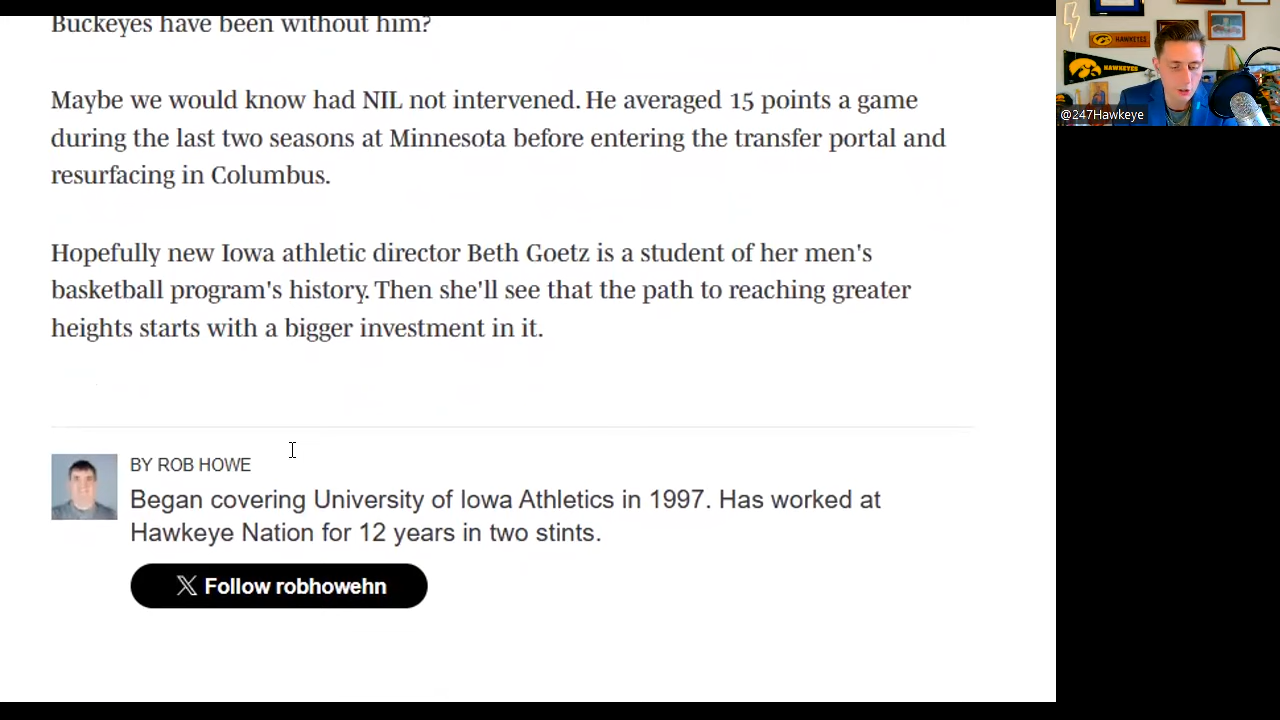 Buckeyes have been without him?
Maybe we would know had NIL not intervened. He averaged 15 points a game
during the last two seasons at Minnesota before entering the transfer portal and
resurfacing in Columbus.
Hopefully new Iowa athletic director Beth Goetz is a student of her men's
basketball program's history. Then she'll see that the path to reaching greater
heights starts with a bigger investment in it.
BY ROB HOWE
Began covering University of Iowa Athletics in 1997. Has worked at
Hawkeye Nation for 12 years in two stints.
X Follow robhowehn
HAWKEYES
HAWKEYES
@247Hawkeye